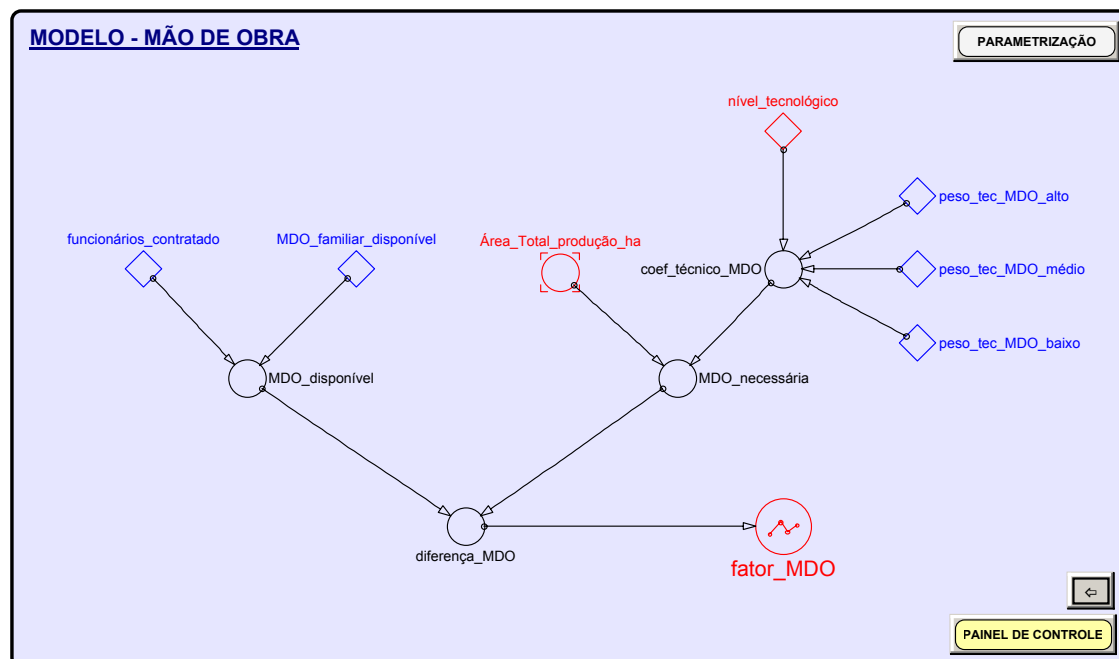 MODELO - MÃO DE OBRA
PARAMETRIZAÇÃO
nível_tecnológico
peso_tec_MDO_alto
funcionários_contratado
MDO_familiar_disponível
Área_Total_produção_ha
coef_técnico_MDO
peso_tec_MDO_médio
peso_tec_MDO_baixo
MDO_disponível
MDO_necessária
diferença_MDO
fator_MDO
PAINEL DE CONTROLE